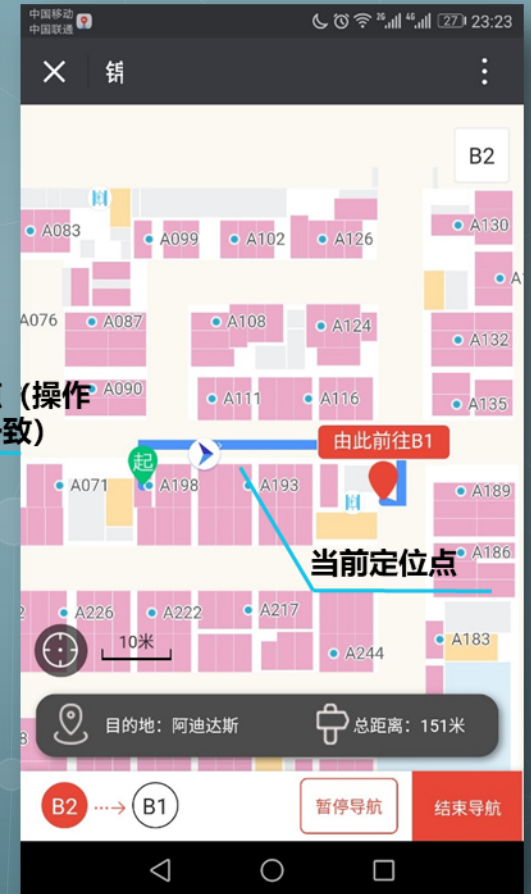 中国移动
中国联通
2G 4G 27 23:23
锦
B2
A083
A099
A102
A126
A130
A076
A087
A108
A124
A132
A090
A111
A116
A135
(操作
致)
由此前往B1
起
A071
A198
A193
A189
当前定位点
A186
A226
A222
A217
A183
10米
A244
目的地：阿迪达斯
总距离：151米
B2
B1
暂停导航
结束导航